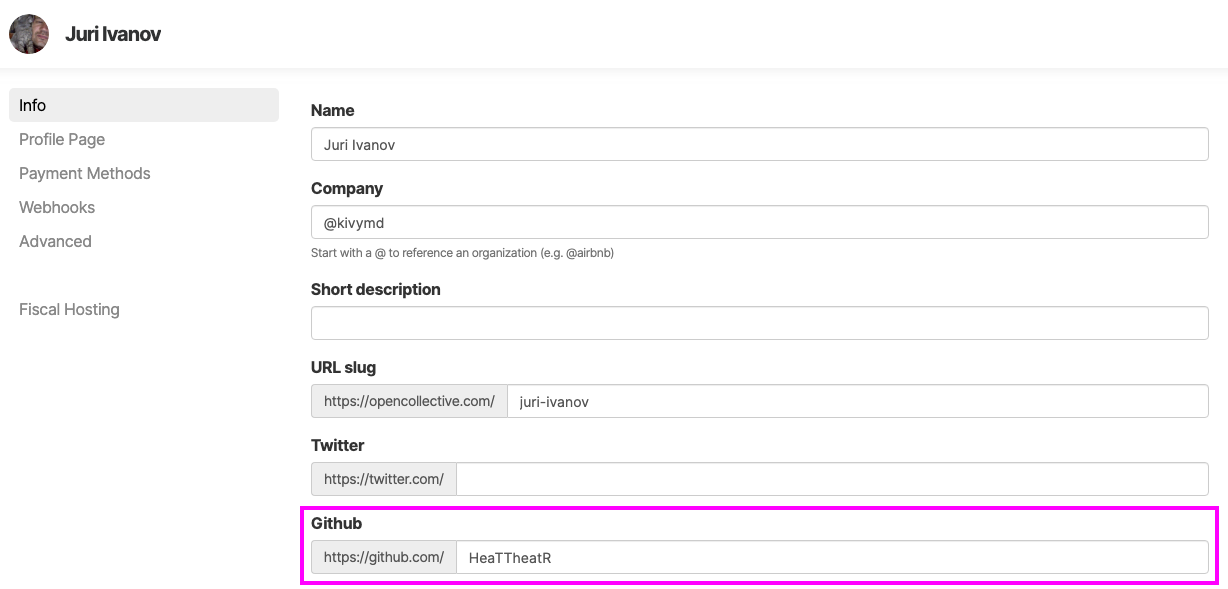 Juri Ivanov
Info
Profile Page
Payment Methods
Webhooks
Advanced
Fiscal Hosting
Name
Juri Ivanov
Company
@kivymd
Start with a @ to reference an organization (e.g. @airbnb)
Short description
URL slug
https://opencollective.com/ juri-ivanov
Twitter
https://twitter.com/
Github
https://github.com/ HeaTTheatR